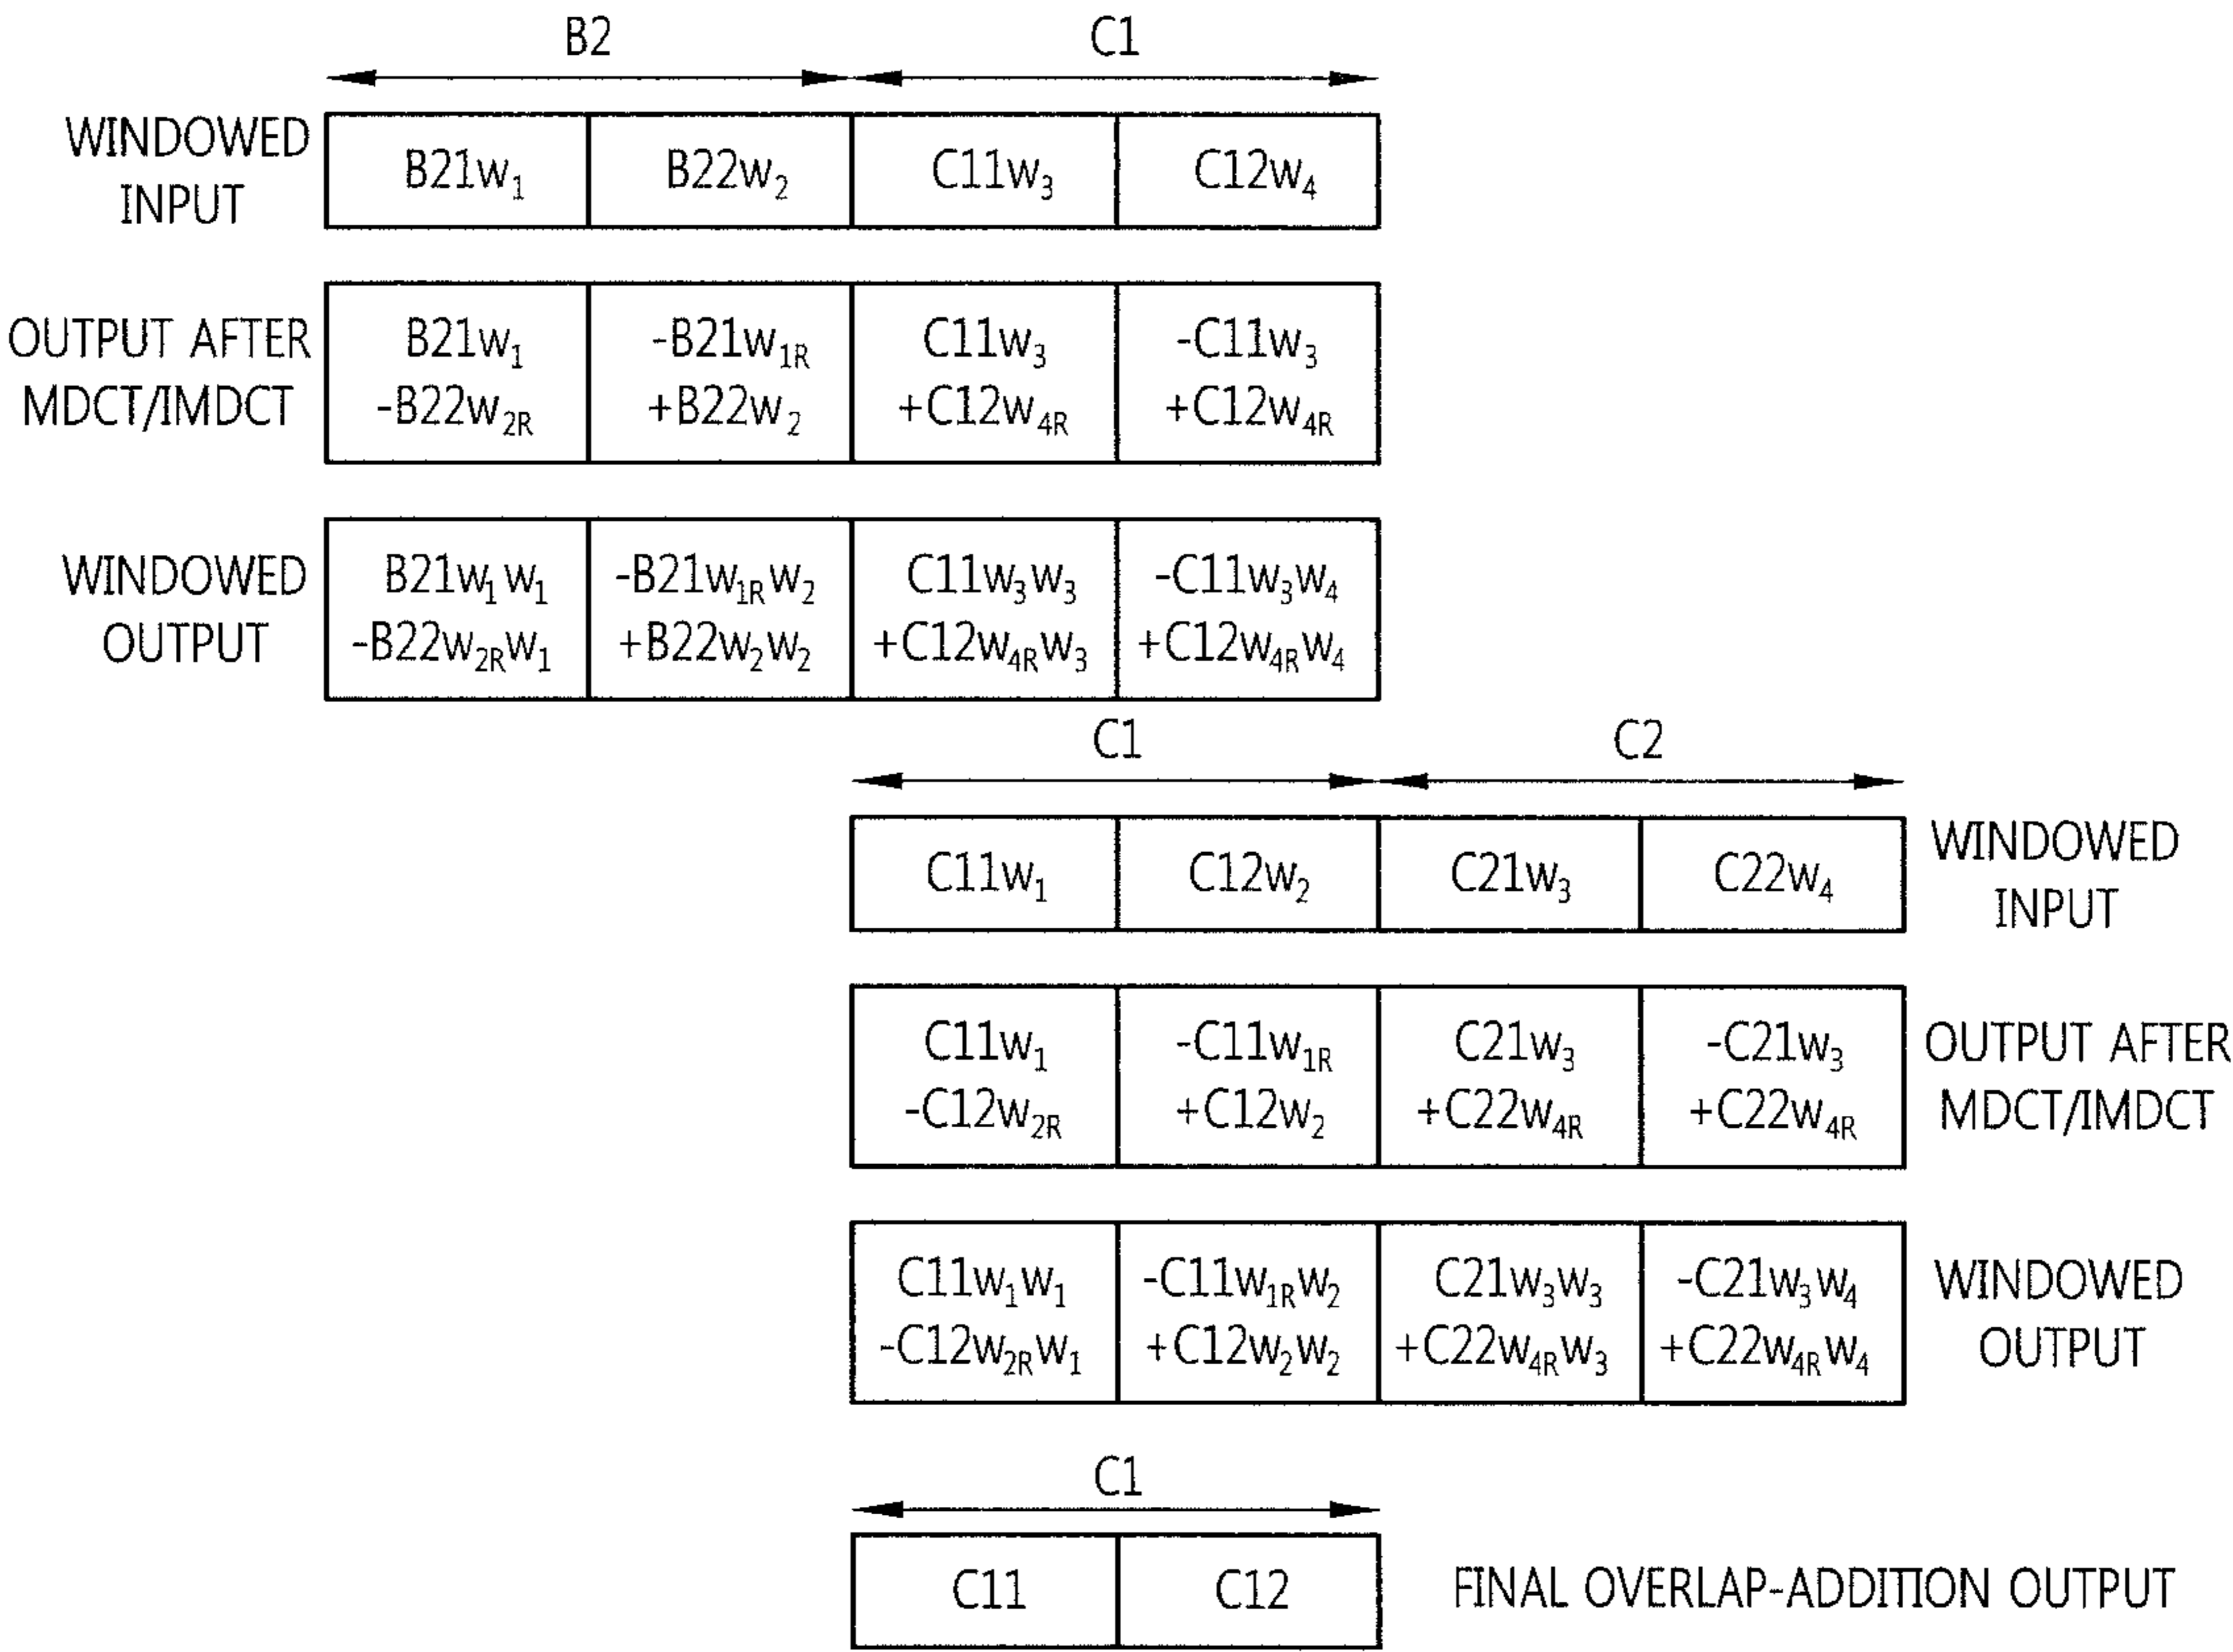 B2 C1
WINDOWED INPUT
B21w₁ B22w₂ C11w₃ C12w₄
OUTPUT AFTER MDCT/IMDCT
B21w₁ -B21w₁R C11w₃ -C11w₃
-B22w₂R +B22w₂ +C12w₄R +C12w₄R
WINDOWED OUTPUT
B21w₁w₁ -B21w₁Rw₂ C11w₃w₃ -C11w₃w₄
-B22w₂Rw₁ +B22w₂w₂ +C12w₄Rw₃ +C12w₄Rw₄
C1 C2
C11w₁ C12w₂ C21w₃ C22w₄
WINDOWED INPUT
C11w₁ -C11w₁R C21w₃ -C21w₃
-C12w₂R +C12w₂ +C22w₄R +C22w₄R
OUTPUT AFTER MDCT/IMDCT
C11w₁w₁ -C11w₁Rw₂ C21w₃w₃ -C21w₃w₄
-C12w₂Rw₁ +C12w₂w₂ +C22w₄Rw₃ +C22w₄Rw₄
WINDOWED OUTPUT
C1
C11 C12
FINAL OVERLAP-ADDITION OUTPUT